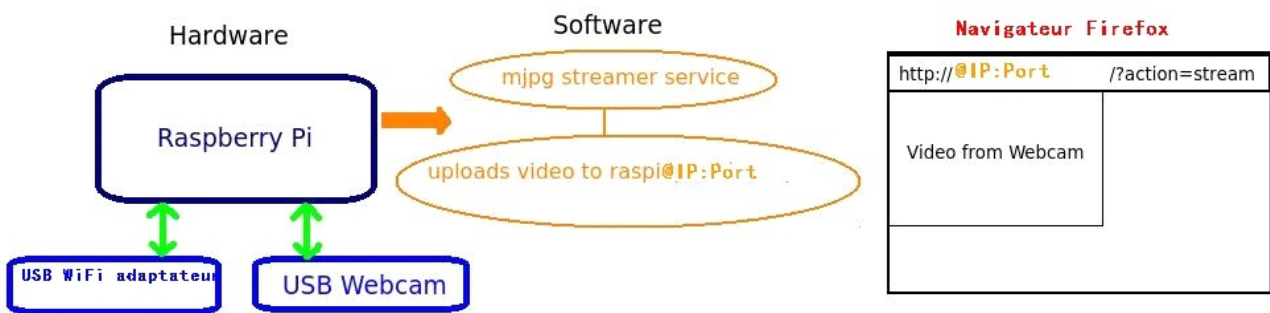 Hardware
Raspberry Pi
USB WiFi adaptateur
USB Webcam
Software
mjpg streamer service
uploads video to raspi@IP:Port
Navigateur Firefox
http://@IP:Port /?action=stream
Video from Webcam